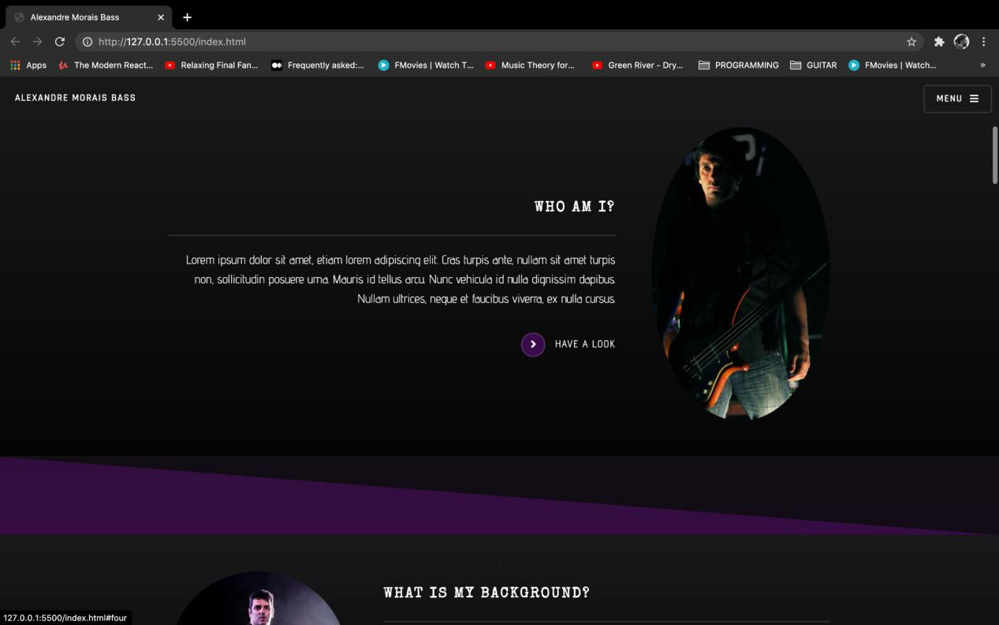 Alexandre Morais Bass
http://127.0.0.1:5500/index.html
Apps The Modern React... Relaxing Final Fan... Frequently asked:... FMovies | Watch T... Music Theory for... Green River - Dry... PROGRAMMING GUITAR FMovies | Watch... »
ALEXANDRE MORAIS BASS
MENU
WHO AM I?
Lorem ipsum dolor sit amet, etiam lorem adipiscing elit. Cras turpis ante, nullam sit amet turpis
non, sollicitudin posuere urna. Mauris id tellus arcu. Nunc vehicula id nulla dignissim dapibus.
Nullam ultrices, neque et faucibus viverra, ex nulla cursus.
HAVE A LOOK
WHAT IS MY BACKGROUND?
127.0.0.1:5500/index.html#four